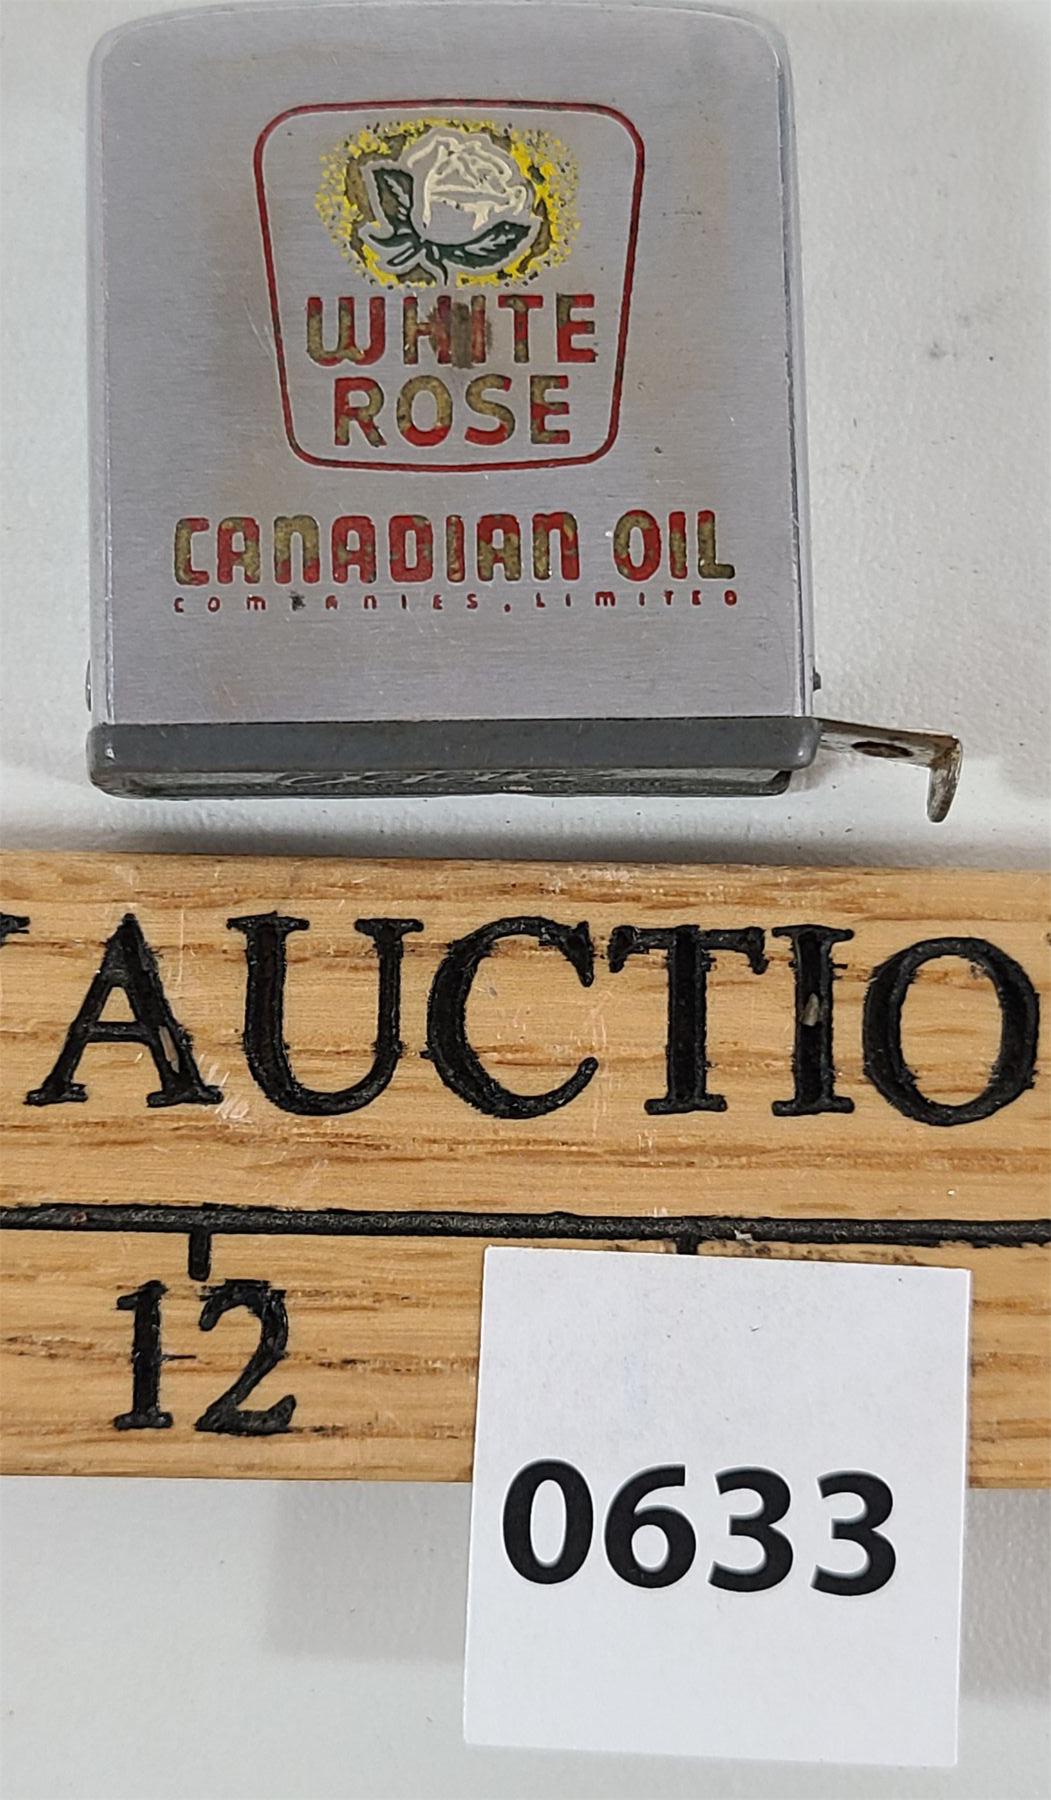 WHITE
ROSE
CANADIAN OIL
COMPANIES, LIMITED
AUCTIO
12
0633